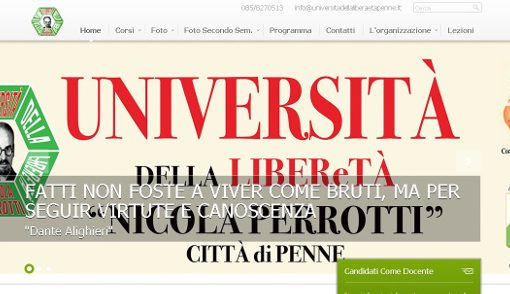 085/8270513 info@universitadellaliberaetapenne.it Cerca
Home Corsi Foto Foto Secondo Sem. Programma Contatti L'organizzazione Lezioni
UNIVERSITÀ
DELLA LIBEReTÀ
FATTI NON FOSTE A VIVER COME BRUTI, MA PER
SEGUIR VIRTUTE E CANOSCENZA
"NICOLA PERROTTI"
"Dante Alighieri"
CITTÀ di PENNE
Candidati Come Docente